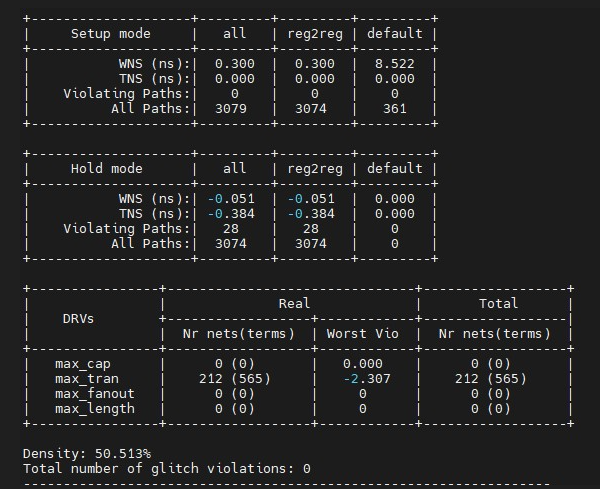 +--------------------+---------+---------+---------+
|     Setup mode     |   all   | reg2reg | default |
+--------------------+---------+---------+---------+
|           WNS (ns):|  0.300  |  0.300  |  8.522  |
|           TNS (ns):|  0.000  |  0.000  |  0.000  |
|    Violating Paths:|    0    |    0    |    0    |
|          All Paths:|  3079   |  3074   |   361   |
+--------------------+---------+---------+---------+
+--------------------+---------+---------+---------+
|     Hold mode      |   all   | reg2reg | default |
+--------------------+---------+---------+---------+
|           WNS (ns):| -0.051  | -0.051  |  0.000  |
|           TNS (ns):| -0.384  | -0.384  |  0.000  |
|    Violating Paths:|   28    |   28    |    0    |
|          All Paths:|  3074   |  3074   |    0    |
+--------------------+---------+---------+---------+
+----------------+-------------------------------+------------------+
|                |              Real             |       Total      |
|    DRVs        +------------------+------------+------------------|
|                |  Nr nets(terms)  | Worst Vio  |  Nr nets(terms)  |
+----------------+------------------+------------+------------------+
|   max_cap      |      0 (0)       |   0.000    |      0 (0)       |
|   max_tran     |    212 (565)     |   -2.307   |    212 (565)     |
|   max_fanout   |      0 (0)       |     0      |      0 (0)       |
|   max_length   |      0 (0)       |     0      |      0 (0)       |
+----------------+------------------+------------+------------------+
Density: 50.513%
Total number of glitch violations: 0
------------------------------------------------------------------